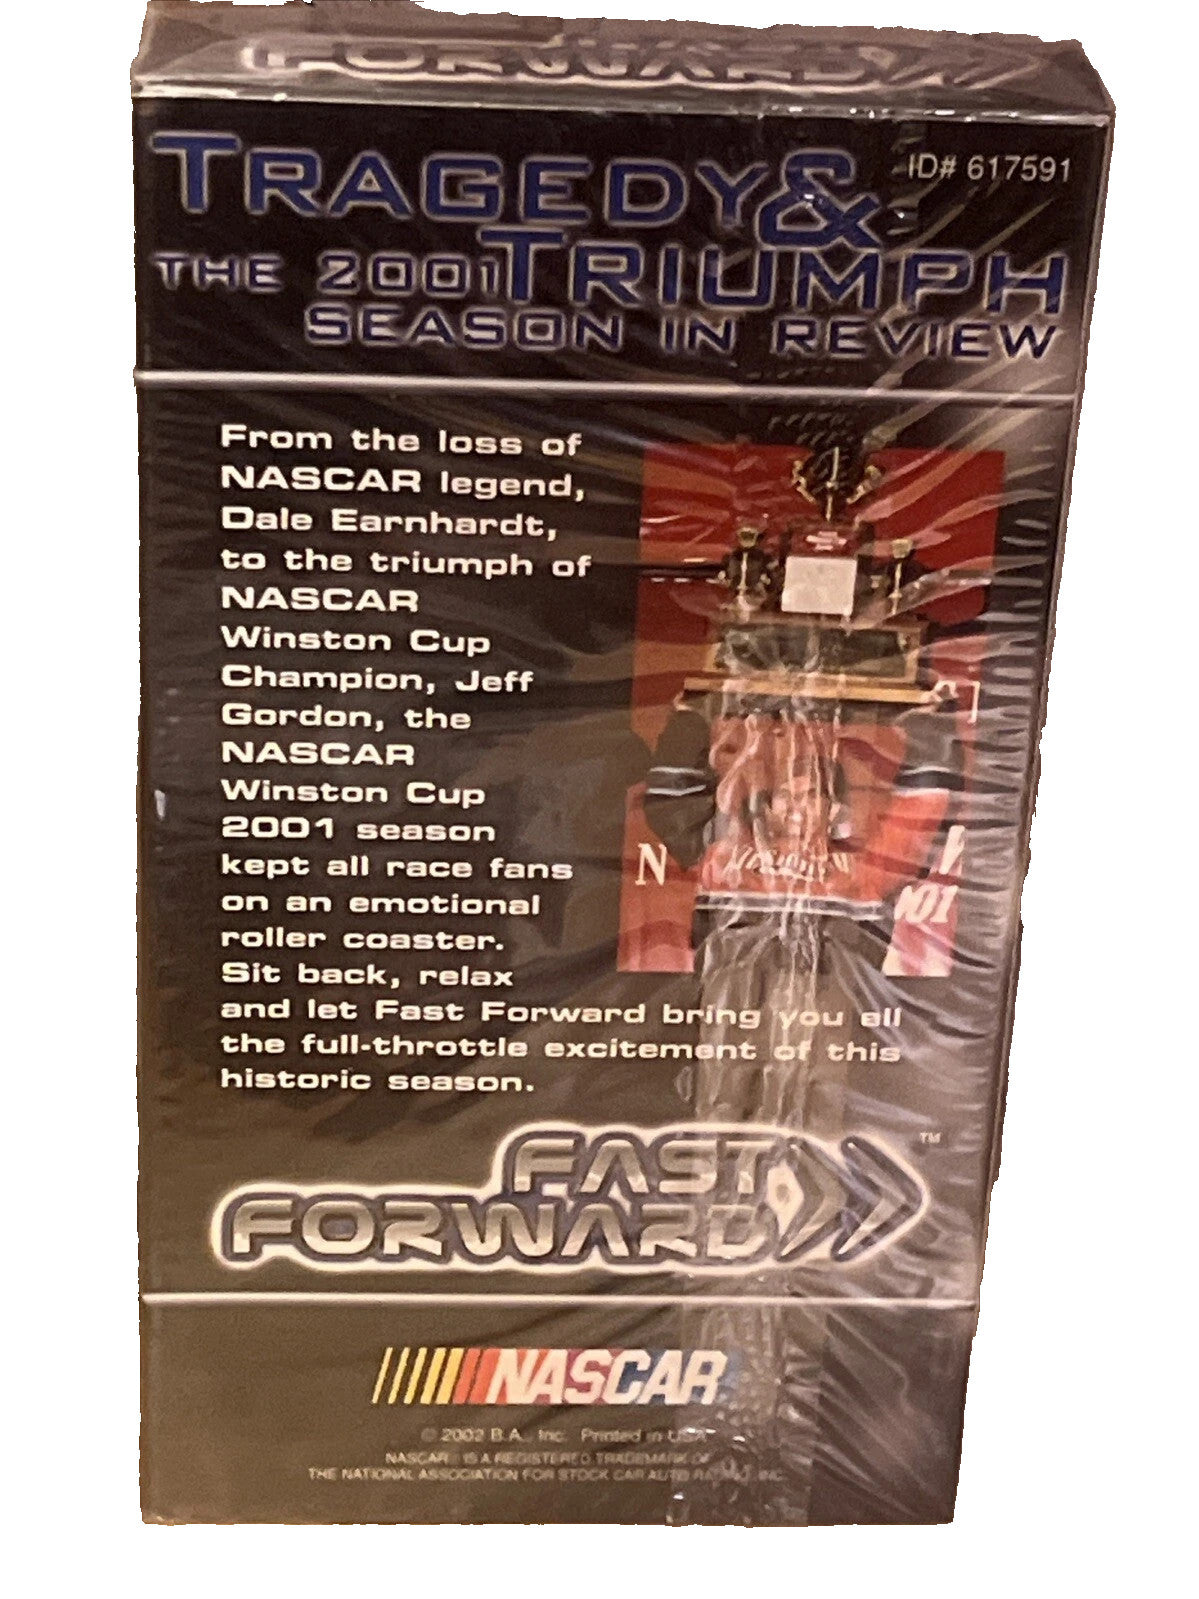 FORWARD
TRAGEDY &
ID# 617591
THE 2001 TRIUMPH
SEASON IN REVIEW
From the loss of
NASCAR legend,
Dale Earnhardt,
to the triumph of
NASCAR
Winston Cup
Champion, Jeff
Gordon, the
NASCAR
Winston Cup
2001 season
kept all race fans
on an emotional
roller coaster.
Sit back, relax
and let Fast Forward bring you all
the full-throttle excitement of this
historic season.
N
FAST
FORWARD
TM
NASCAR
© 2002 B.A., Inc. Printed in USA
NASCAR IS A REGISTERED TRADEMARK OF
THE NATIONAL ASSOCIATION FOR STOCK CAR AUTO RACING, INC.